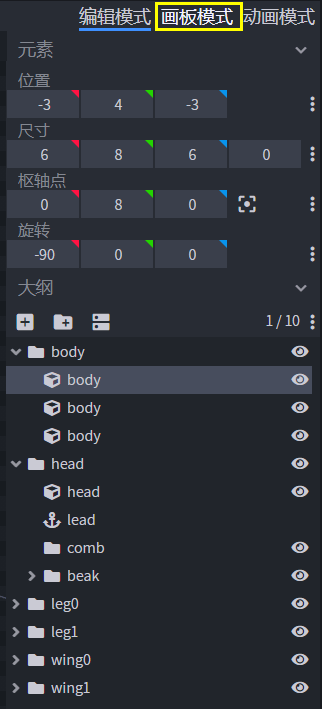 编辑模式 画板模式 动画模式
元素
位置
-3 4 -3
尺寸
6 8 6 0
枢轴点
0 8 0
旋转
-90 0 0
大纲
1 / 10
body
body
body
body
head
head
lead
comb
beak
leg0
leg1
wing0
wing1